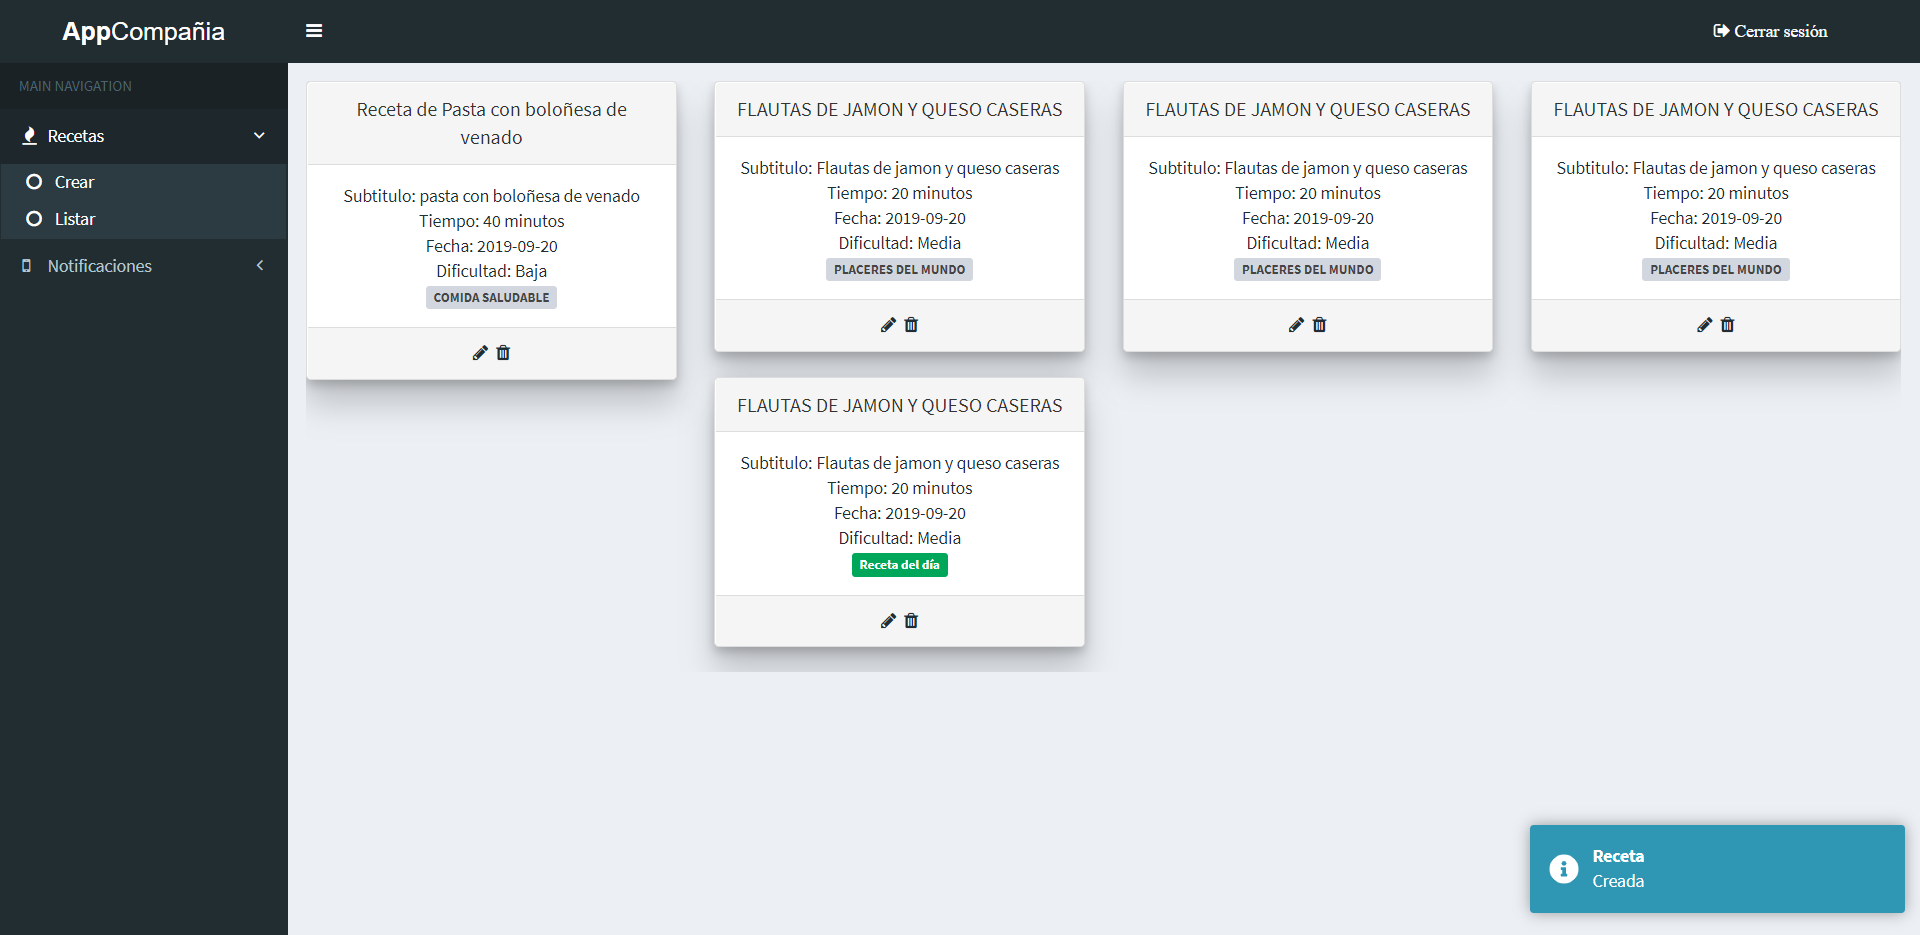 AppCompañia
Cerrar sesión
MAIN NAVIGATION
Recetas
Crear
Listar
Notificaciones
Receta de Pasta con boloñesa de
venado
Subtitulo: pasta con boloñesa de venado
Tiempo: 40 minutos
Fecha: 2019-09-20
Dificultad: Baja
COMIDA SALUDABLE
FLAUTAS DE JAMON Y QUESO CASERAS
Subtitulo: Flautas de jamon y queso caseras
Tiempo: 20 minutos
Fecha: 2019-09-20
Dificultad: Media
PLACERES DEL MUNDO
FLAUTAS DE JAMON Y QUESO CASERAS
Subtitulo: Flautas de jamon y queso caseras
Tiempo: 20 minutos
Fecha: 2019-09-20
Dificultad: Media
PLACERES DEL MUNDO
FLAUTAS DE JAMON Y QUESO CASERAS
Subtitulo: Flautas de jamon y queso caseras
Tiempo: 20 minutos
Fecha: 2019-09-20
Dificultad: Media
PLACERES DEL MUNDO
FLAUTAS DE JAMON Y QUESO CASERAS
Subtitulo: Flautas de jamon y queso caseras
Tiempo: 20 minutos
Fecha: 2019-09-20
Dificultad: Media
Receta del día
Receta
Creada